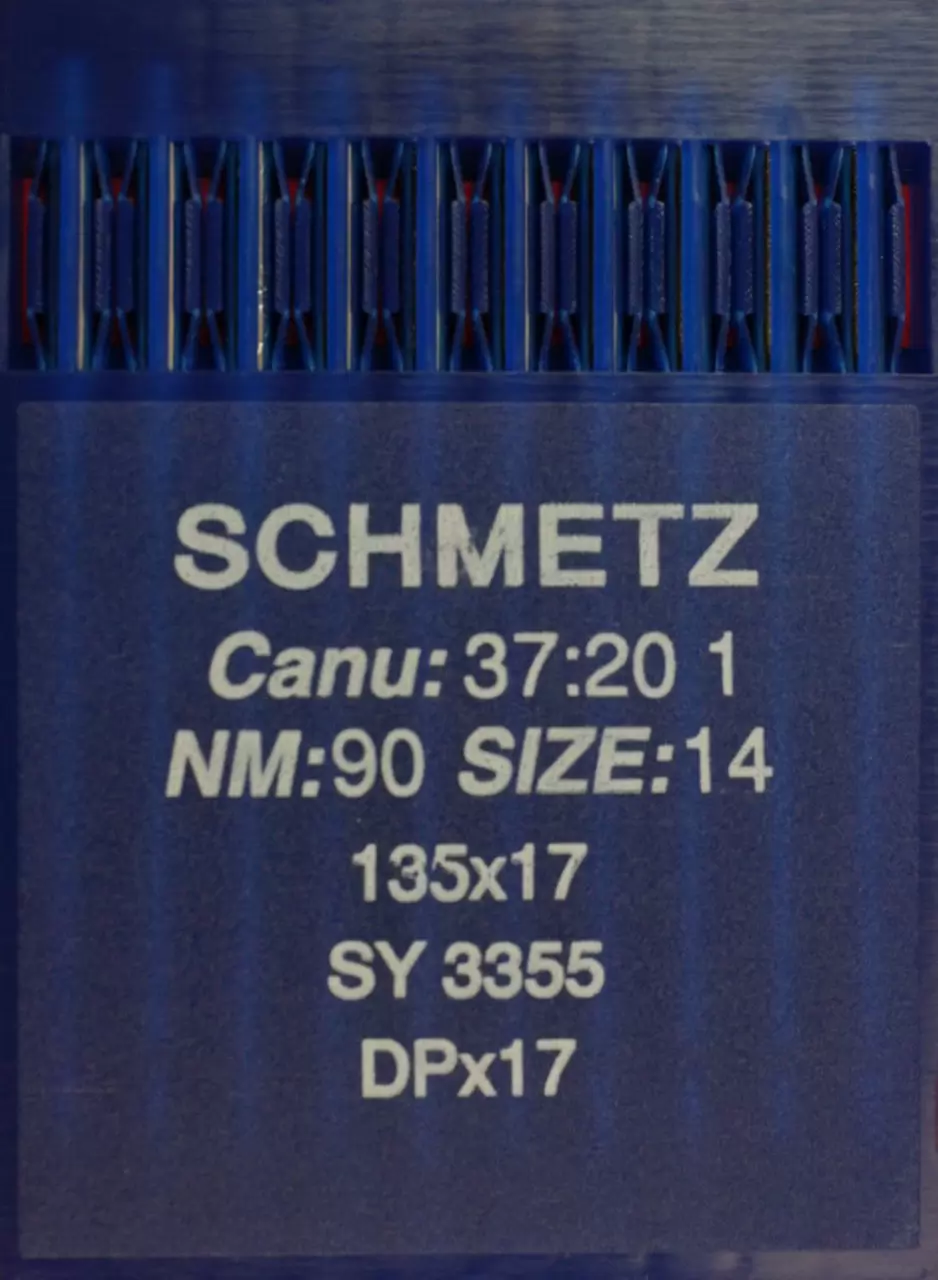 SCHMETZ
Canu: 37:20 1
NM:90 SIZE:14
135x17
SY 3355
DPx17